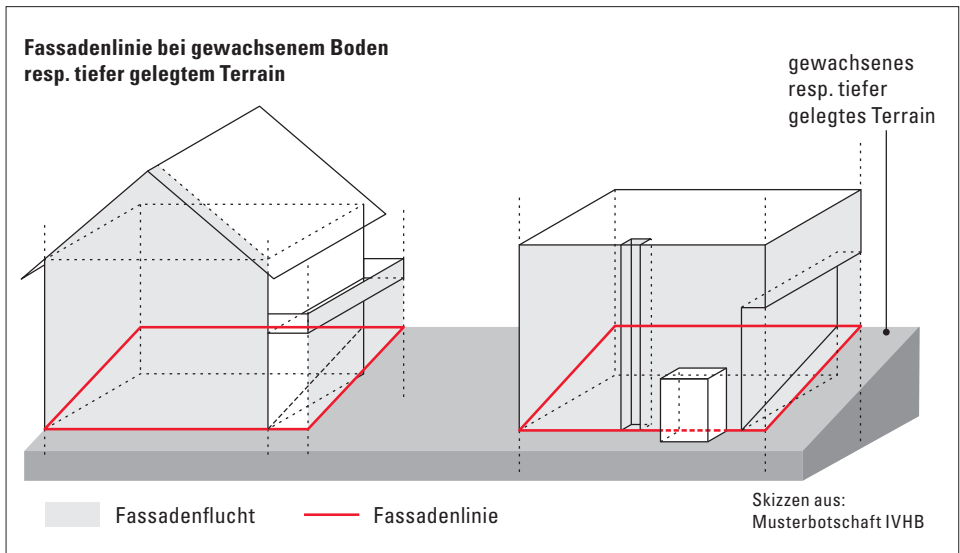 Fassadenlinie bei gewachsenem Boden
resp. tiefer gelegtem Terrain
gewachsenes
resp. tiefer
gelegtes Terrain
Fassadenflucht
Fassadenlinie
Skizzen aus:
Musterbotschaft IVHB